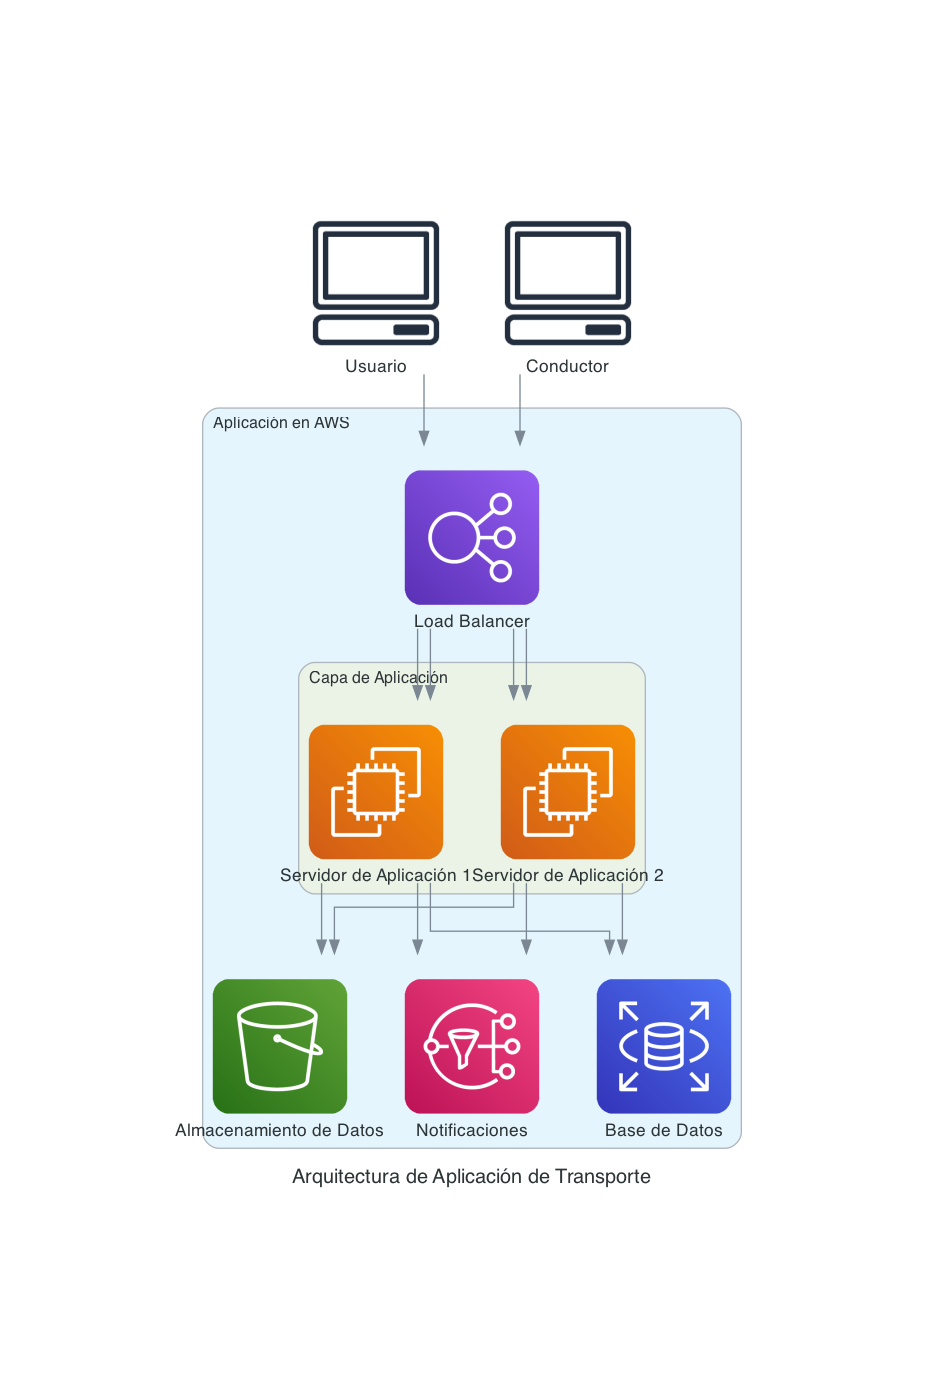 Usuario
Conductor
Aplicación en AWS
Load Balancer
Capa de Aplicación
Servidor de Aplicación 1
Servidor de Aplicación 2
Almacenamiento de Datos
Notificaciones
Base de Datos
Arquitectura de Aplicación de Transporte